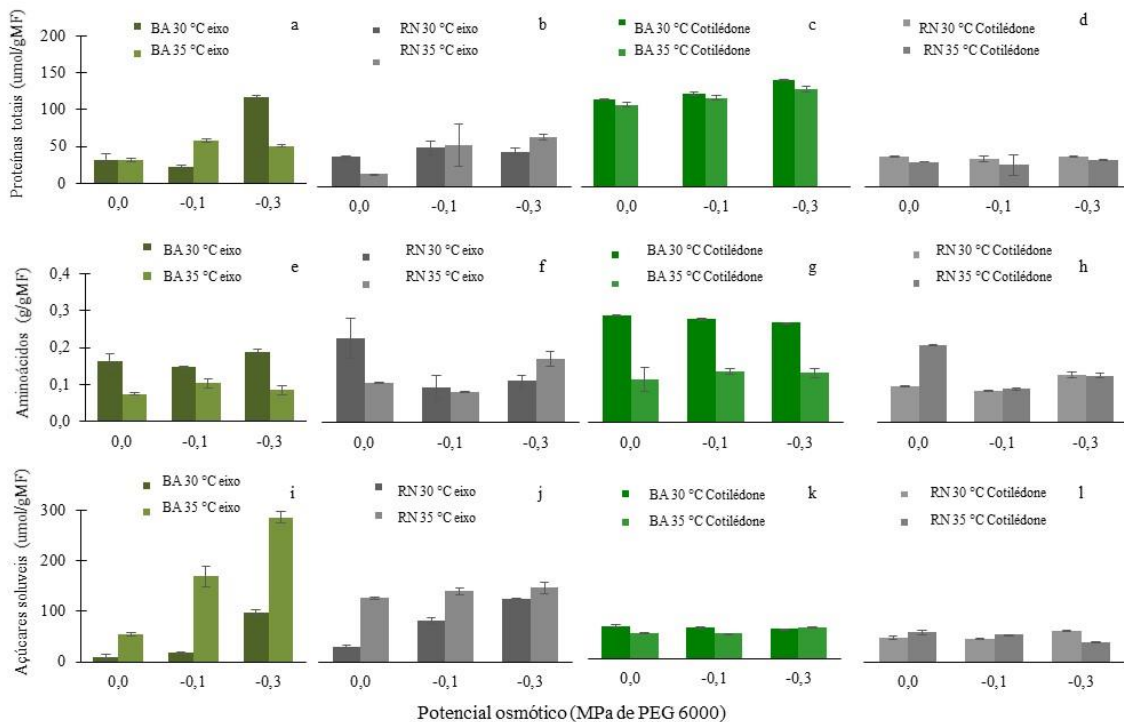 Proteínas totais (umol/gMF)
BA 30 °C eixo
BA 35 °C eixo
a
RN 30 °C eixo
RN 35 °C eixo
b
BA 30 °C Cotilédone
BA 35 °C Cotilédone
c
RN 30 °C Cotilédone
RN 35 °C Cotilédone
d
200
150
100
50
0
0,0 -0,1 -0,3
0,0 -0,1 -0,3
0,0 -0,1 -0,3
0,0 -0,1 -0,3
Aminoácidos (g/gMF)
BA 30 °C eixo
BA 35 °C eixo
e
RN 30 °C eixo
RN 35 °C eixo
f
BA 30 °C Cotilédone
BA 35 °C Cotilédone
g
RN 30 °C Cotilédone
RN 35 °C Cotilédone
h
0,4
0,3
0,2
0,1
0,0
0,0 -0,1 -0,3
0,0 -0,1 -0,3
0,0 -0,1 -0,3
0,0 -0,1 -0,3
Açúcares soluveis (umol/gMF)
BA 30 °C eixo
BA 35 °C eixo
i
RN 30 °C eixo
RN 35 °C eixo
j
BA 30 °C Cotilédone
BA 35 °C Cotilédone
k
RN 30 °C Cotilédone
RN 35 °C Cotilédone
l
300
200
100
0
0,0 -0,1 -0,3
0,0 -0,1 -0,3
0,0 -0,1 -0,3
0,0 -0,1 -0,3
Potencial osmótico (MPa de PEG 6000)